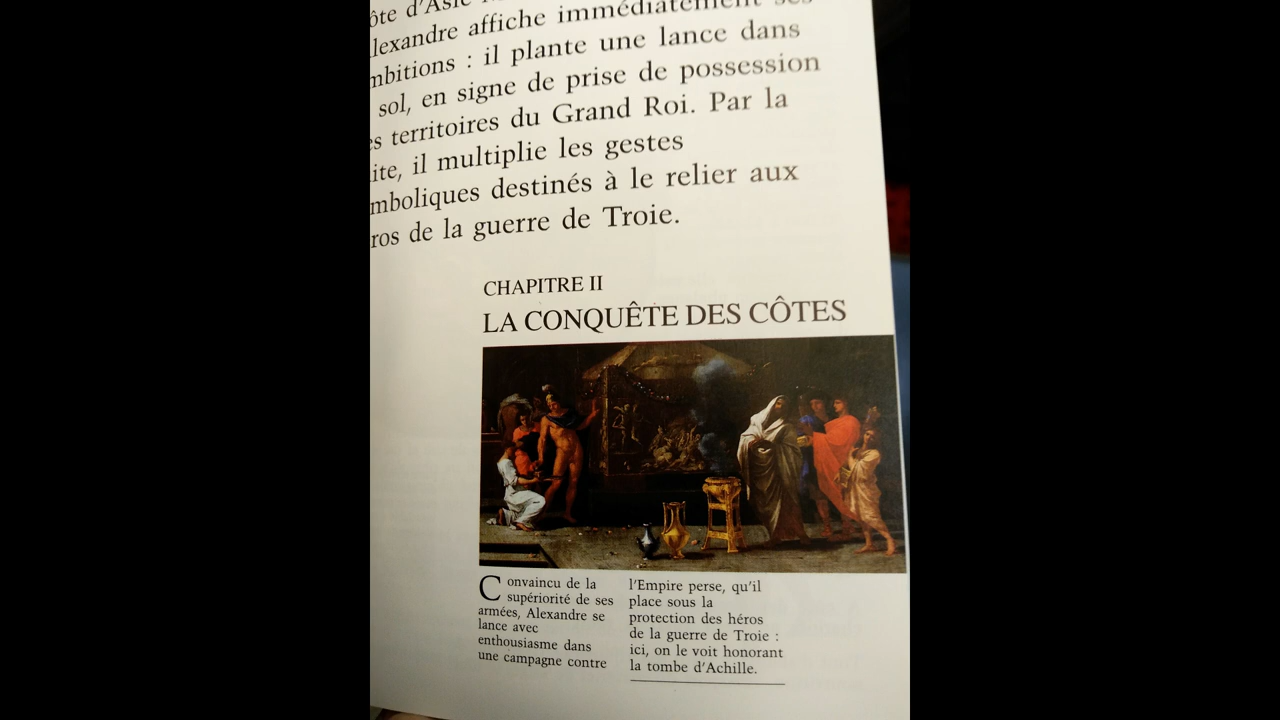 ôte d'Asie
lexandre affiche immédiatement ses
mbitions : il plante une lance dans
sol, en signe de prise de possession
es territoires du Grand Roi. Par la
ite, il multiplie les gestes
mboliques destinés à le relier aux
ros de la guerre de Troie.
CHAPITRE II
LA CONQUÊTE DES CÔTES
Convaincu de la
supériorité de ses
armées, Alexandre se
lance avec
enthousiasme dans
une campagne contre
l'Empire perse, qu'il
place sous la
protection des héros
de la guerre de Troie :
ici, on le voit honorant
la tombe d'Achille.